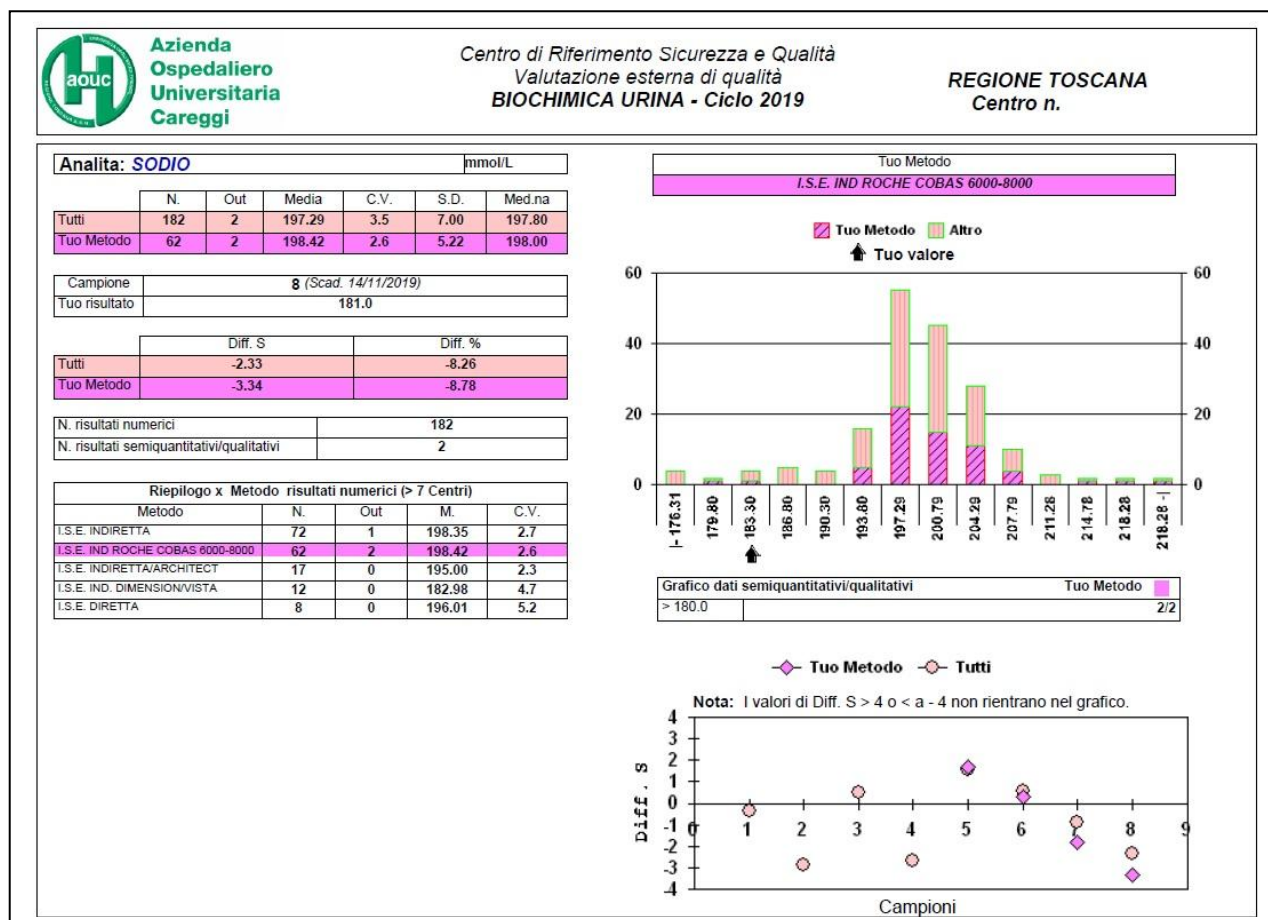 Azienda
Ospedaliero
Universitaria
Careggi
aouc
Centro di Riferimento Sicurezza e Qualità
Valutazione esterna di qualità
BIOCHIMICA URINA - Ciclo 2019
REGIONE TOSCANA
Centro n.
Analita: SODIO mmol/L
N. Out Media C.V. S.D. Med.na
Tutti 182 2 197.29 3.5 7.00 197.80
Tuo Metodo 62 2 198.42 2.6 5.22 198.00
Campione 8 (Scad. 14/11/2019)
Tuo risultato 181.0
Diff. S Diff. %
Tutti -2.33 -8.26
Tuo Metodo -3.34 -8.78
N. risultati numerici 182
N. risultati semiquantitativi/qualitativi 2
Riepilogo x Metodo risultati numerici (> 7 Centri)
Metodo N. Out M. C.V.
I.S.E. INDIRETTA 72 1 198.35 2.7
I.S.E. IND ROCHE COBAS 6000-8000 62 2 198.42 2.6
I.S.E. INDIRETTA/ARCHITECT 17 0 195.00 2.3
I.S.E. IND. DIMENSION/VISTA 12 0 182.98 4.7
I.S.E. DIRETTA 8 0 196.01 5.2
Tuo Metodo
I.S.E. IND ROCHE COBAS 6000-8000
Tuo Metodo Altro
Tuo valore
60 60
40 40
20 20
0 0
|- 176.31 179.80 183.30 186.80 190.30 193.80 197.29 200.79 204.29 207.79 211.28 214.78 218.28 218.28 -|
Grafico dati semiquantitativi/qualitativi Tuo Metodo
> 180.0 2/2
Tuo Metodo Tutti
Nota: I valori di Diff. S > 4 o < a - 4 non rientrano nel grafico.
Diff. S
4
3
2
1
0
-1
-2
-3
-4
0 1 2 3 4 5 6 7 8 9
Campioni